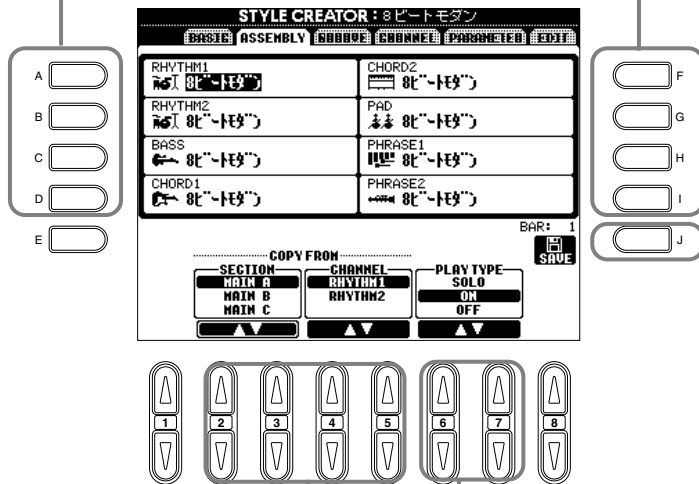 STYLE CREATOR : 8ビートモダン
BASIC ASSEMBLY GROOVE CHANNEL PARAMETER EDIT
A RHYTHM1 CHORD2 F
8ビートモダン 8ビートモダン
B RHYTHM2 PAD G
8ビートモダン 8ビートモダン
C BASS PHRASE1 H
8ビートモダン 8ビートモダン
D CHORD1 PHRASE2 I
8ビートモダン 8ビートモダン
E BAR: 1 J
SAVE
COPY FROM
SECTION CHANNEL PLAY TYPE
MAIN A RHYTHM1 SOLO
MAIN B RHYTHM2 ON
MAIN C OFF
1 2 3 4 5 6 7 8